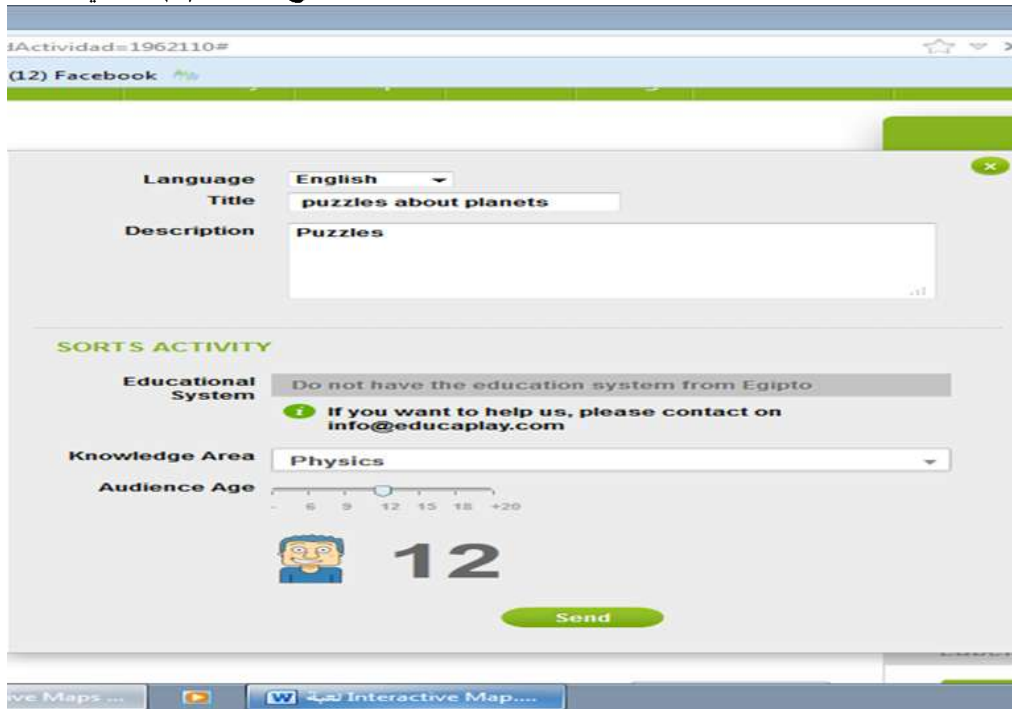 dActividad=1962110#
(12) Facebook
Language English
Title puzzles about planets
Description Puzzles
SORTS ACTIVITY
Educational System Do not have the education system from Egipto
If you want to help us, please contact on
info@educaplay.com
Knowledge Area Physics
Audience Age
- 6 9 12 15 18 +20
12
Send
ve Maps ...
لعبة Interactive Map....